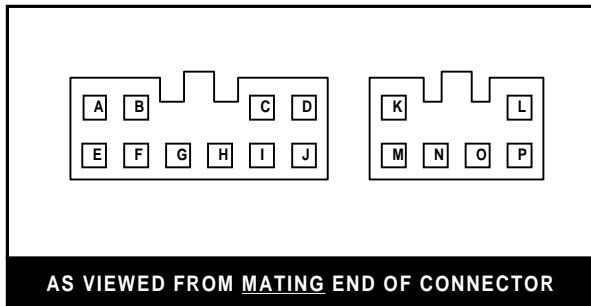 A B C D K L
E F G H I J M N O P
AS VIEWED FROM MATING END OF CONNECTOR